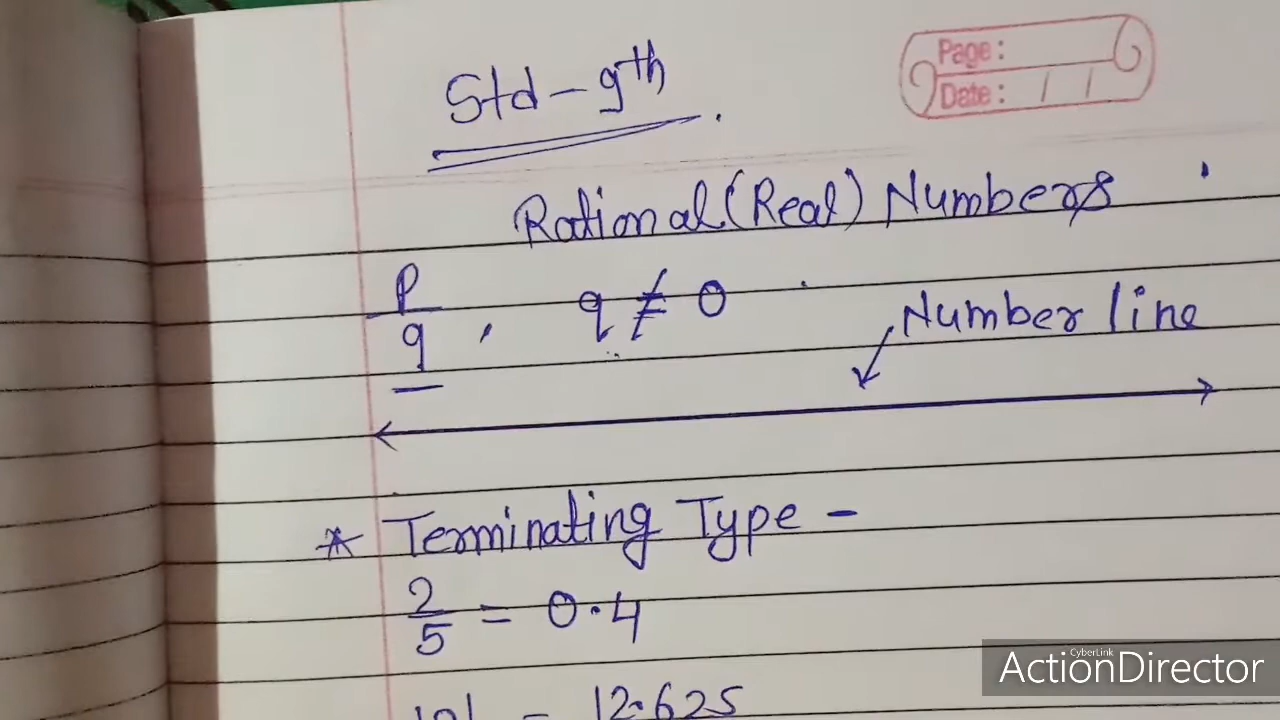 Page:
Date: / /
Std - 9th
Rational (Real) Numbers
p/q , q ≠ 0
Number line
* Terminating Type -
2/5 = 0.4
101 = 12.625
CyberLink
ActionDirector